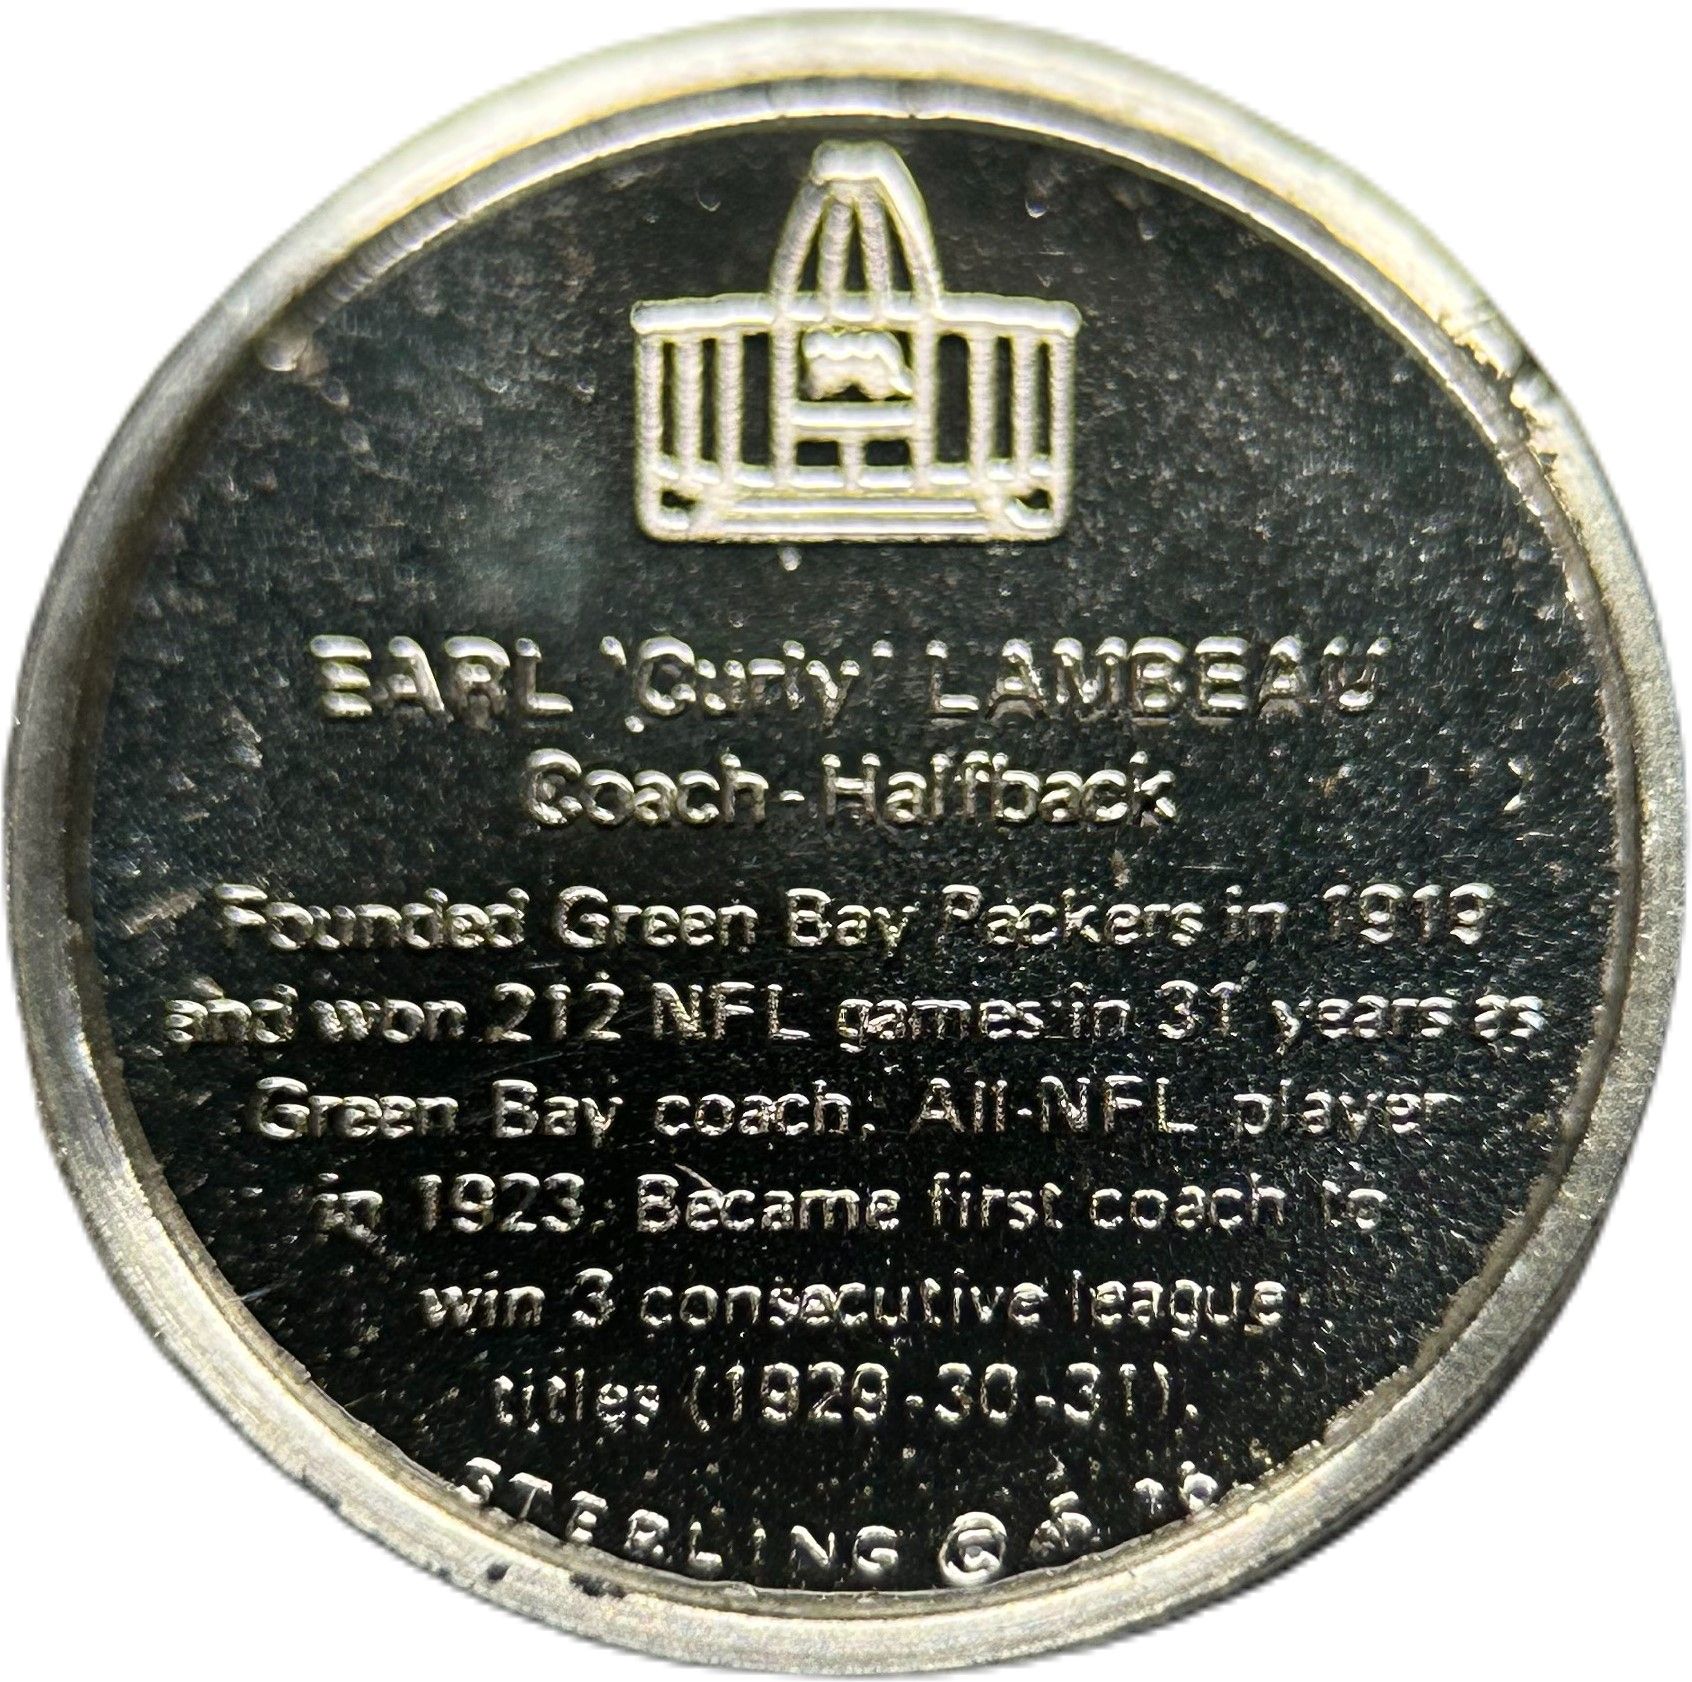 EARL 'Curly' LAMBEAU
Coach-Halfback
Founded Green Bay Packers in 1919
and won 212 NFL games in 31 years as
Green Bay coach. All-NFL player
in 1923. Became first coach to
win 3 consecutive league
titles (1929-30-31).
STERLING ©